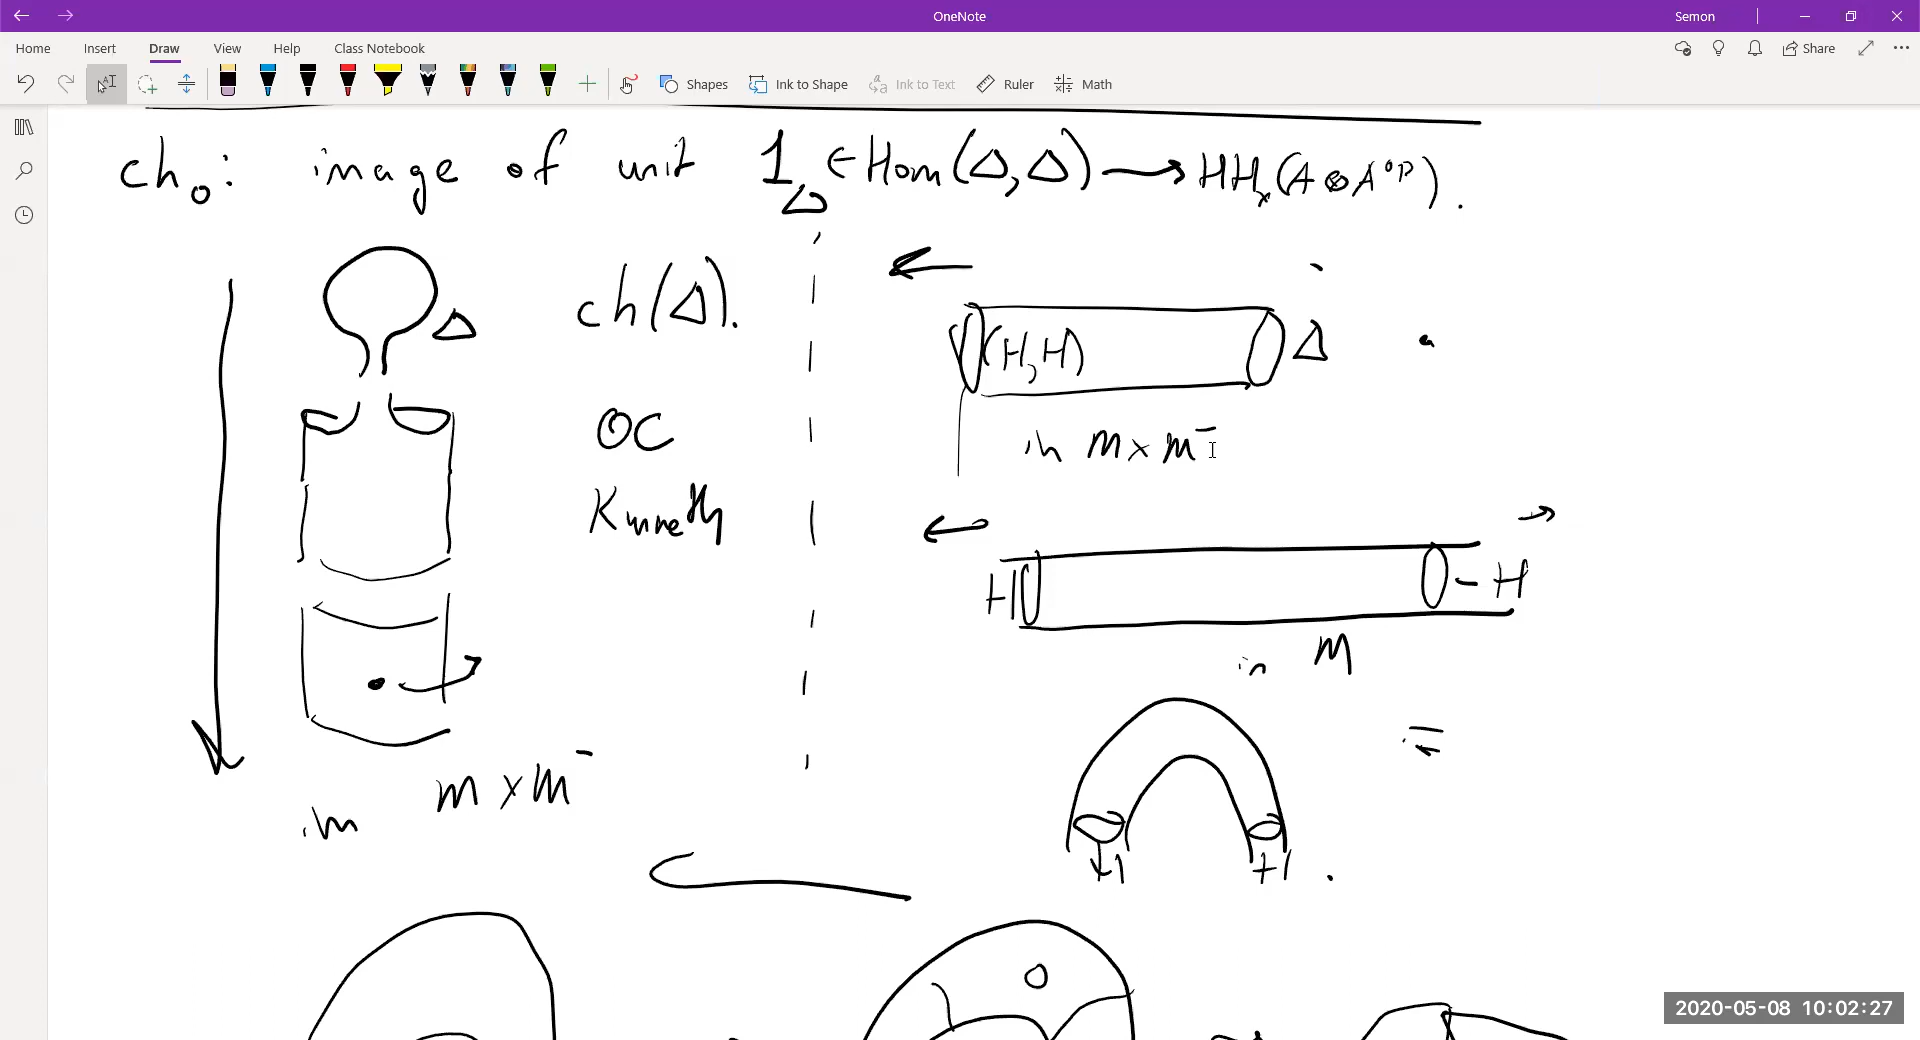 OneNote
Semon
Home Insert Draw View Help Class Notebook
Share
Shapes Ink to Shape Ink to Text Ruler Math
ch₀: image of unit 1_Δ ∈ Hom(Δ, Δ) ⟶ HH_*(A ⊗ A^op).
Δ ch(Δ).
(H, H) Δ
OC
in M × M⁻
Kunneth
H - H
in M
in M × M⁻
+1 +1 .
2020-05-08 10:02:27